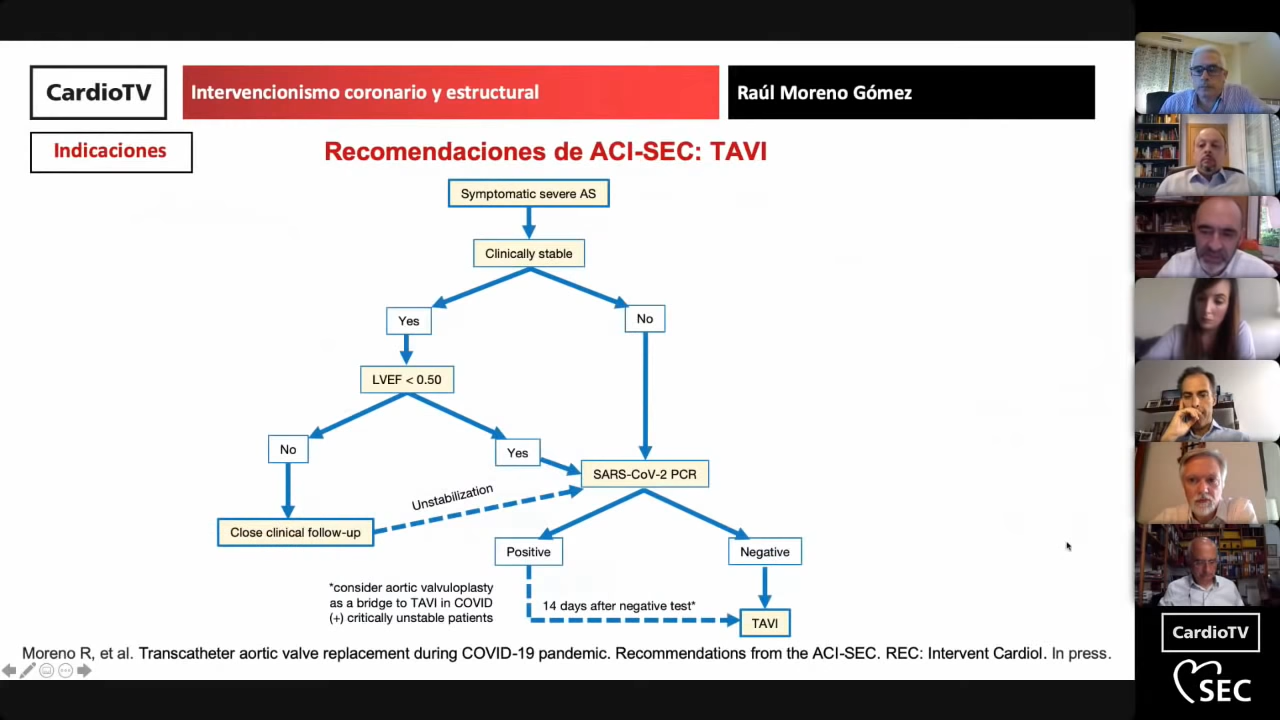 CardioTV
Intervencionismo coronario y estructural
Raúl Moreno Gómez
Indicaciones
Recomendaciones de ACI-SEC: TAVI
Symptomatic severe AS
Clinically stable
Yes
No
LVEF < 0.50
No
Yes
SARS-CoV-2 PCR
Unstabilization
Close clinical follow-up
Positive
Negative
*consider aortic valvuloplasty
as a bridge to TAVI in COVID
(+) critically unstable patients
14 days after negative test*
TAVI
Moreno R, et al. Transcatheter aortic valve replacement during COVID-19 pandemic. Recommendations from the ACI-SEC. REC: Intervent Cardiol. In press.
CardioTV
SEC